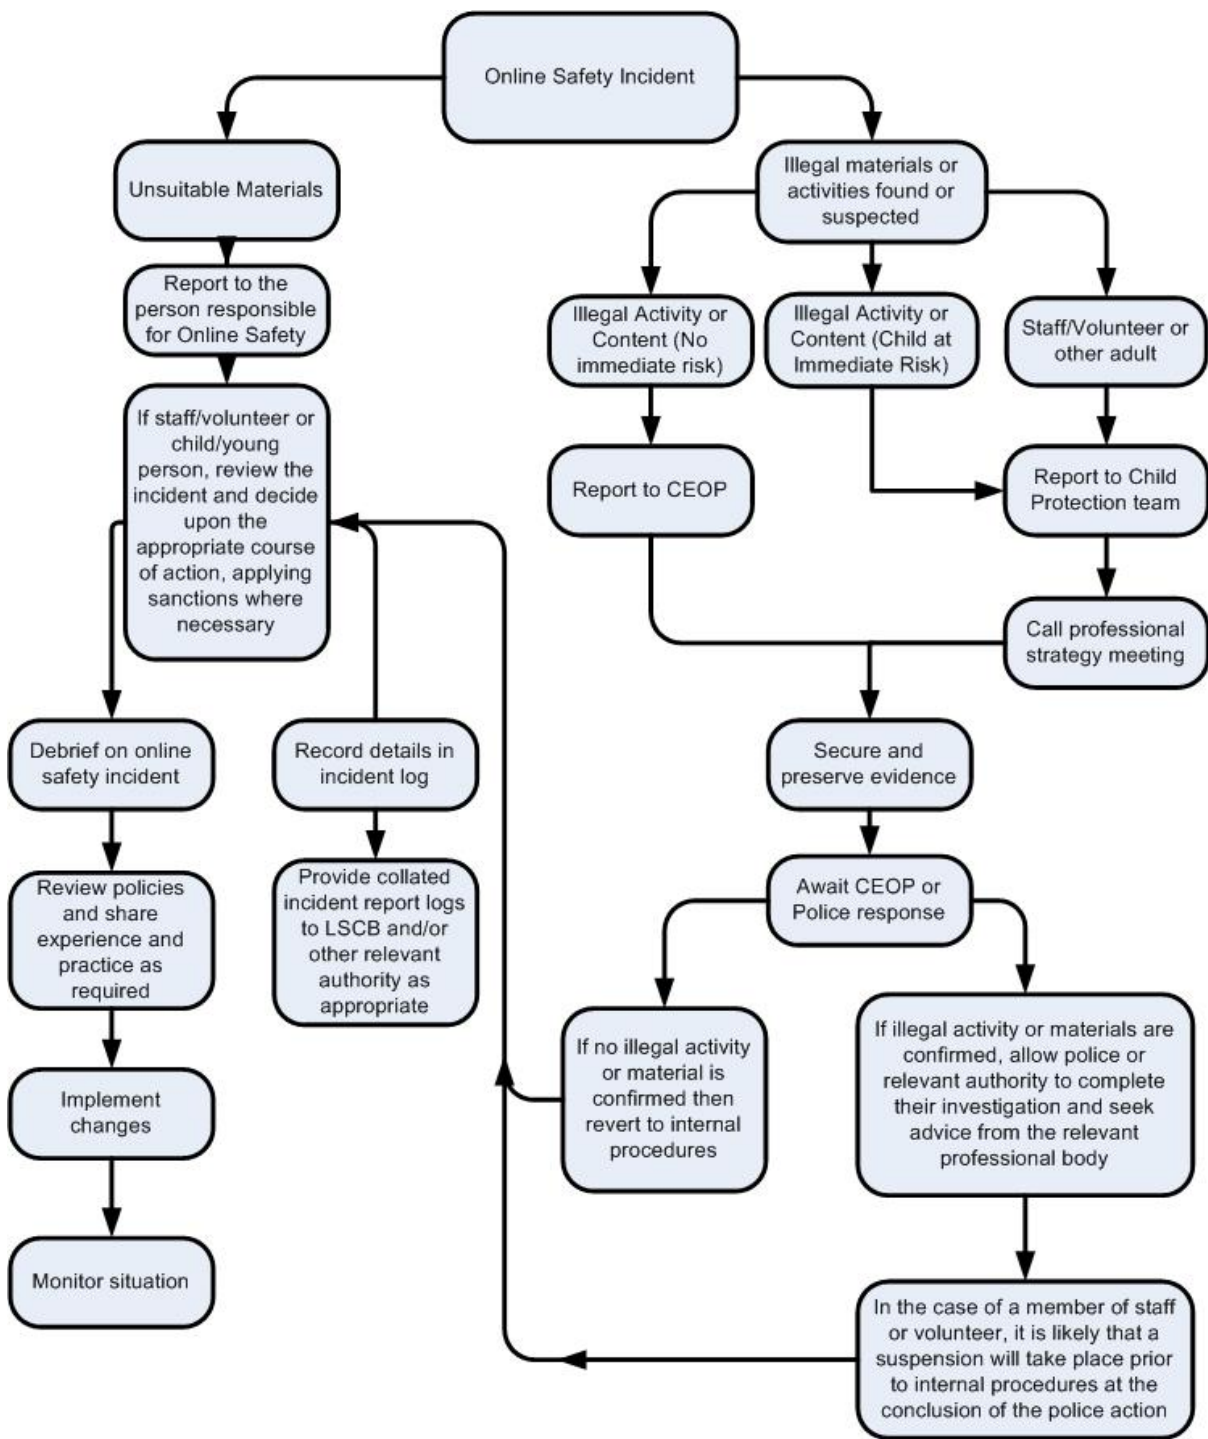 Online Safety Incident
Unsuitable Materials
Illegal materials or
activities found or
suspected
Report to the
person responsible
for Online Safety
Illegal Activity or
Content (No
immediate risk)
Illegal Activity or
Content (Child at
Immediate Risk)
Staff/Volunteer or
other adult
If staff/volunteer or
child/young
person, review the
incident and decide
upon the
appropriate course
of action, applying
sanctions where
necessary
Report to CEOP
Report to Child
Protection team
Call professional
strategy meeting
Debrief on online
safety incident
Record details in
incident log
Secure and
preserve evidence
Review policies
and share
experience and
practice as
required
Provide collated
incident report logs
to LSCB and/or
other relevant
authority as
appropriate
Await CEOP or
Police response
If no illegal activity
or material is
confirmed then
revert to internal
procedures
If illegal activity or materials are
confirmed, allow police or
relevant authority to complete
their investigation and seek
advice from the relevant
professional body
Implement
changes
Monitor situation
In the case of a member of staff
or volunteer, it is likely that a
suspension will take place prior
to internal procedures at the
conclusion of the police action